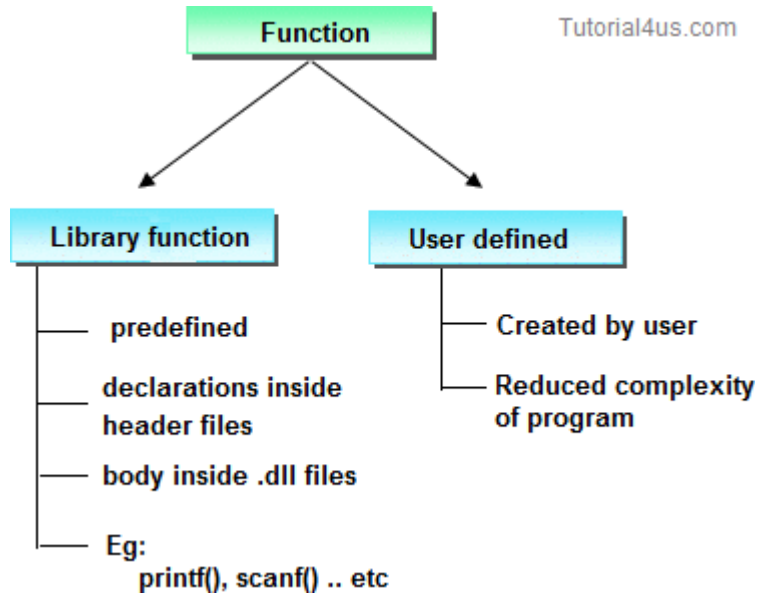 Function
Tutorial4us.com
Library function
predefined
declarations inside
header files
body inside .dll files
Eg:
printf(), scanf() .. etc
User defined
Created by user
Reduced complexity
of program